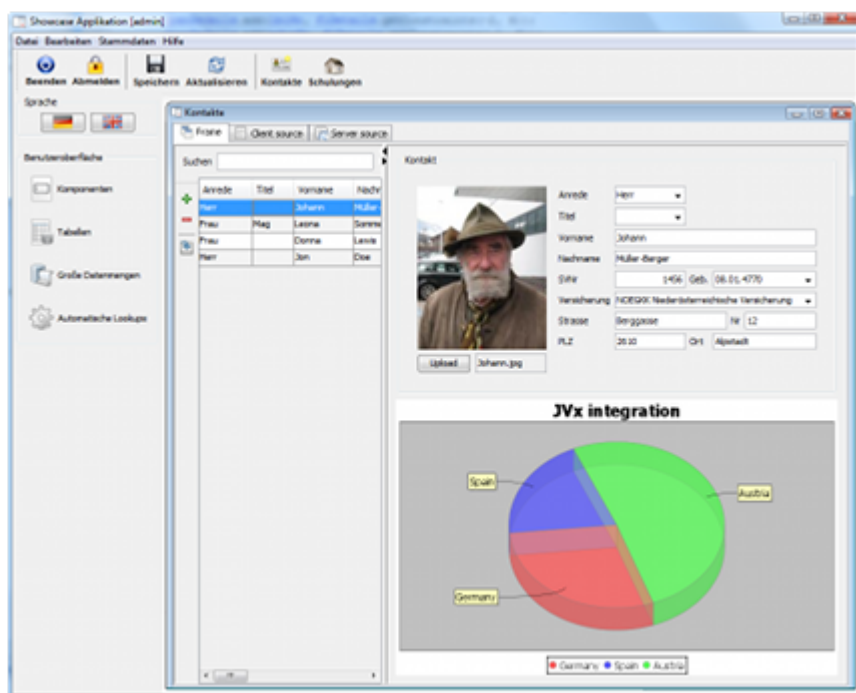 Showcase Applikation [admin]
Datei Bearbeiten Stammdaten Hilfe
Beenden Abmelden Speichern Aktualisieren Kontakte Schulungen
Sprache
Benutzeroberfläche
Komponenten
Tabellen
Große Datenmengen
Automatische Lookups
Kontakte
Frame Client source Server source
Suchen
Anrede Titel Vorname Nachr
Herr Johann Müller-
Frau Mag Leona Somme
Frau Donna Lewis
Herr Jon Doe
Kontakt
Anrede Herr
Titel
Vorname Johann
Nachname Müller-Berger
SVNr 1456 Geb. 08.01.4770
Versicherung NOEGKK Niederösterreichische Versicherung
Strasse Berggasse Nr 12
PLZ 2610 Ort Alpstadt
Upload Johann.jpg
JVx integration
Spain
Austria
Germany
Germany Spain Austria